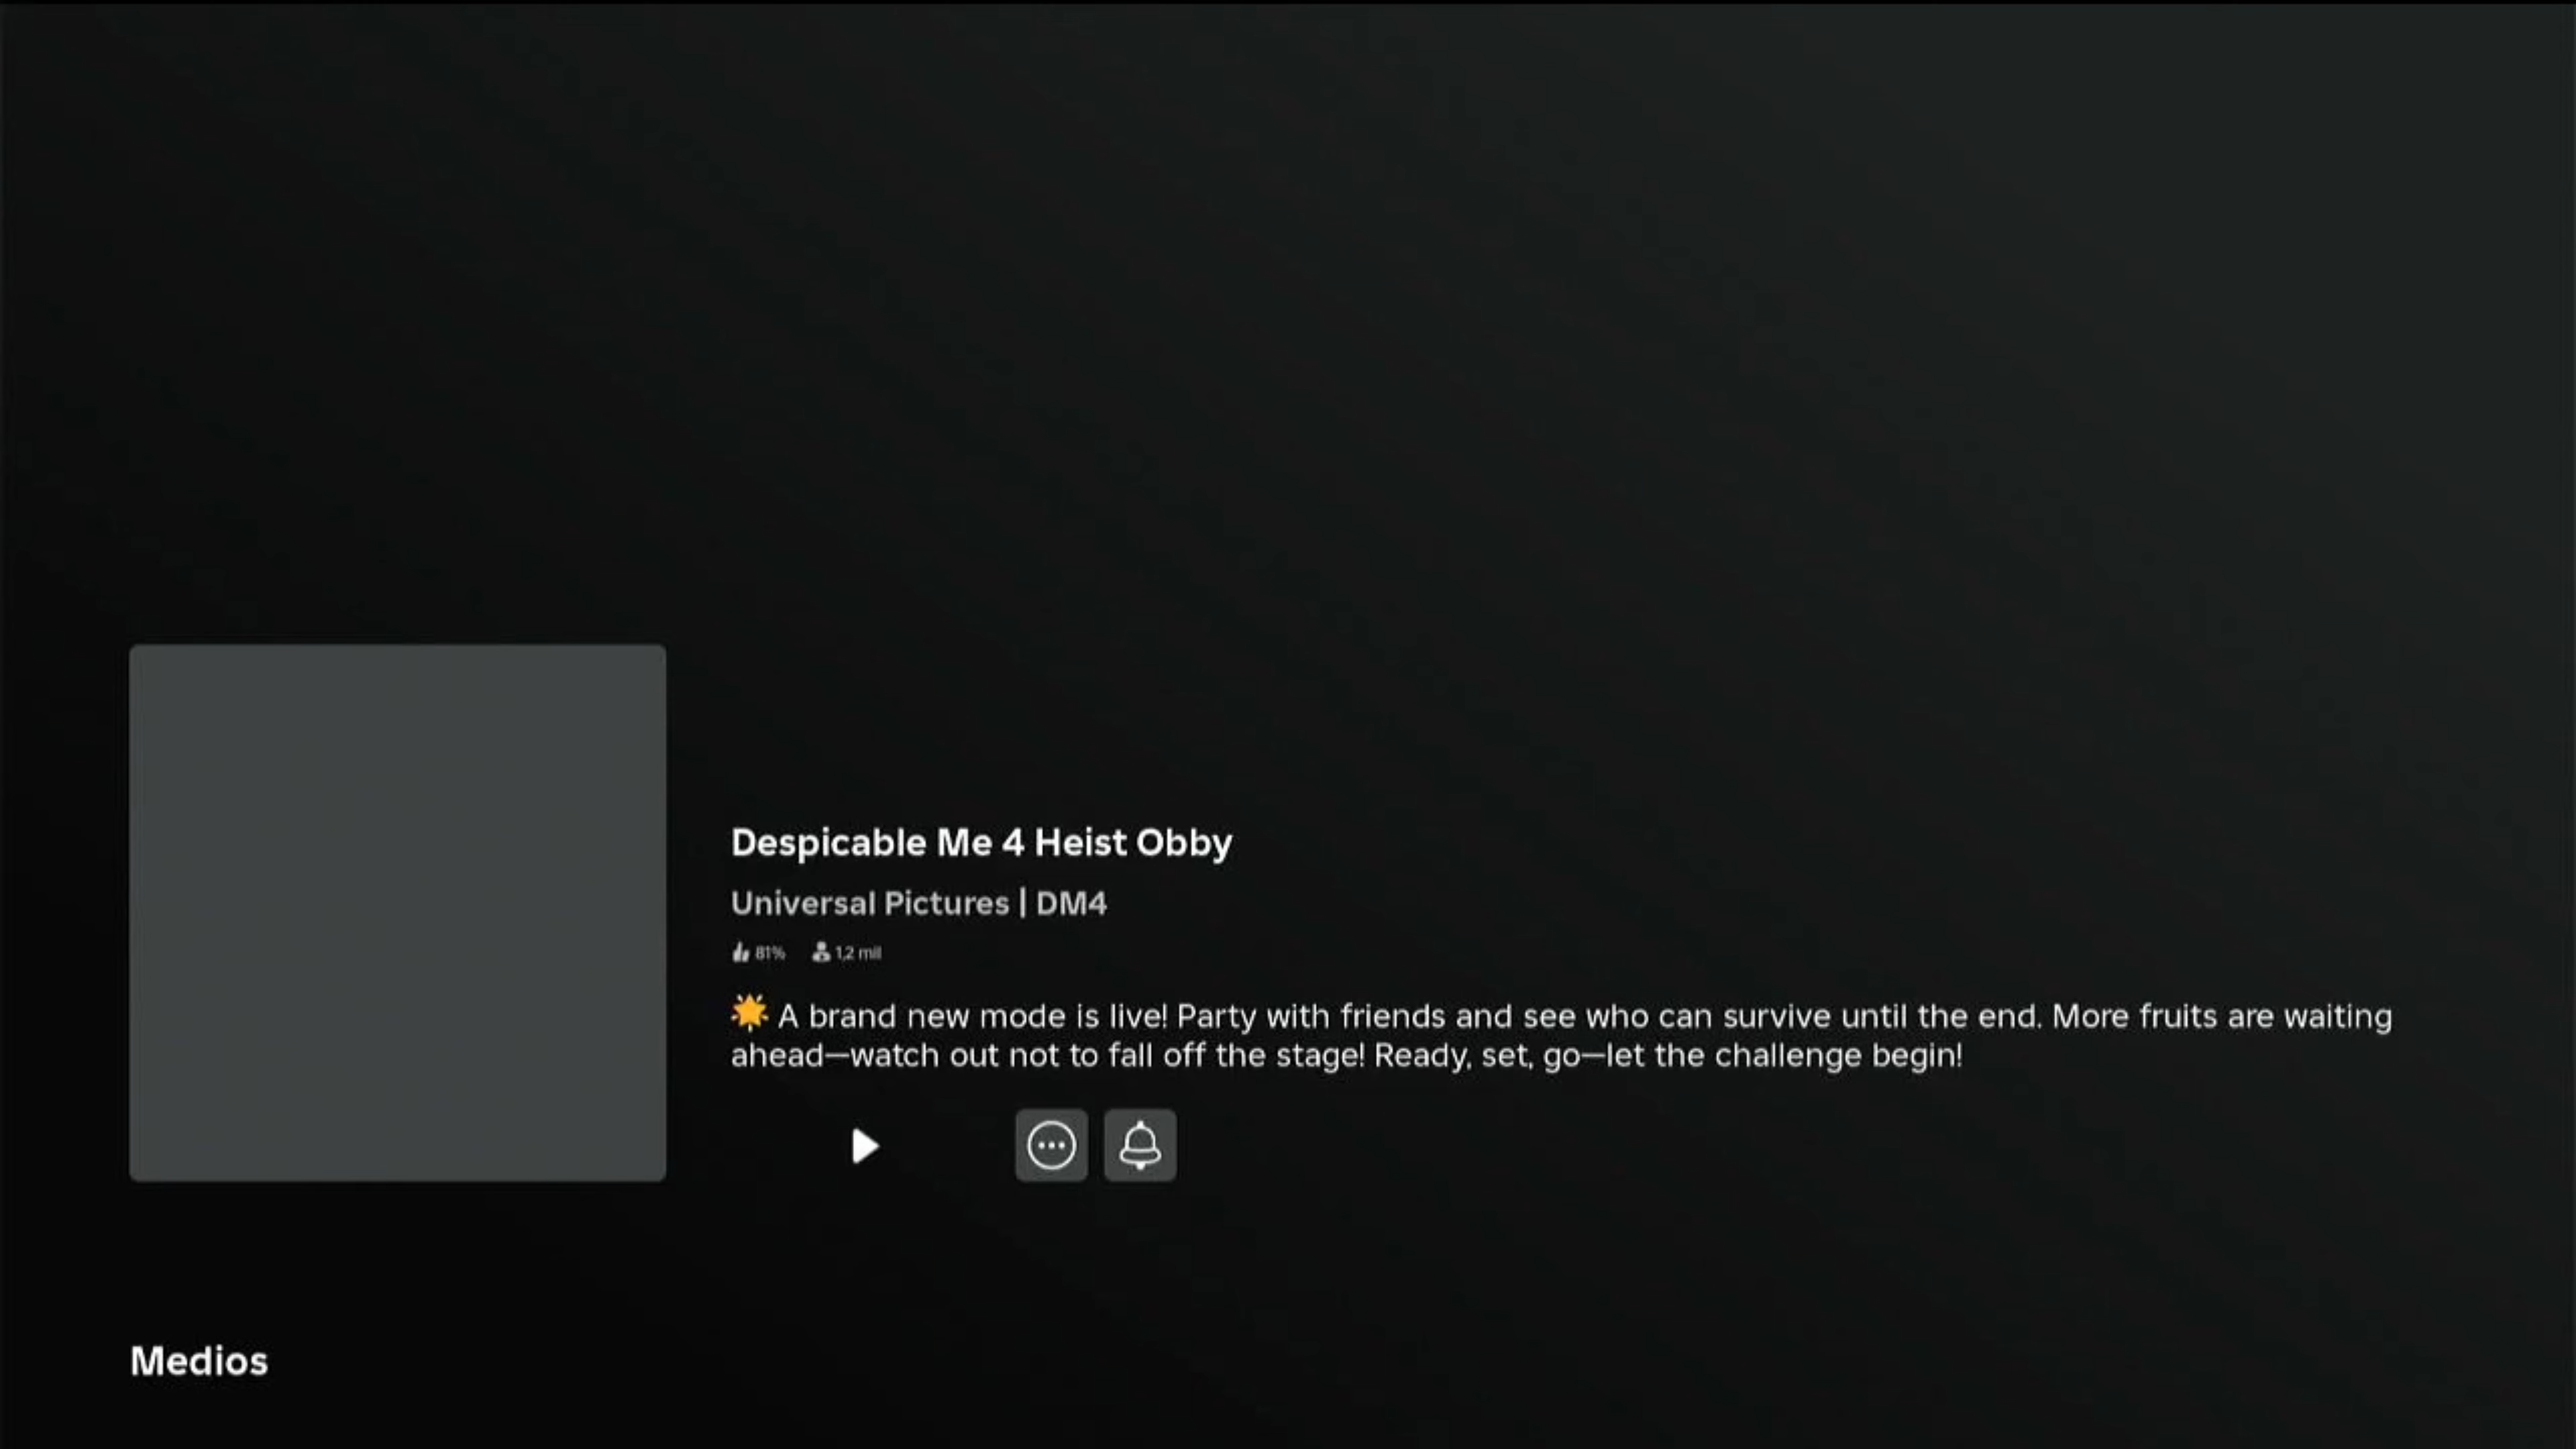 Despicable Me 4 Heist Obby
Universal Pictures | DM4
81% 1,2 mil
🌟 A brand new mode is live! Party with friends and see who can survive until the end. More fruits are waiting
ahead—watch out not to fall off the stage! Ready, set, go—let the challenge begin!
Medios